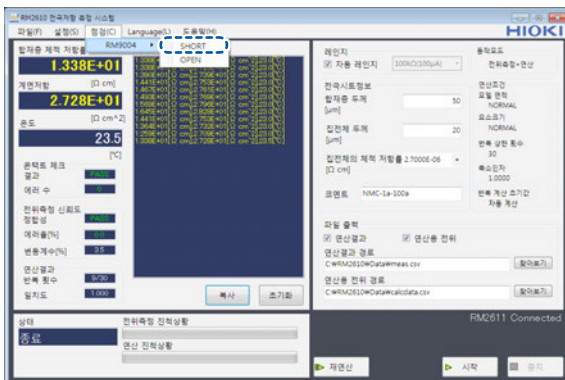 RM2610 전극저항 측정 시스템
파일(F) 설정(S) 점검(C) Language(L) 도움말(H)
HIOKI
RM9004 SHORT
OPEN
합재층 체적 저항률
1.338E+01
[Ω cm]
계면저항
2.728E+01
[Ω cm^2]
온도
23.5
[℃]
콘택트 체크
결과 PASS
에러 수 0
전위측정 신뢰도
정합성 PASS
에러율[%] 0.0
변동계수[%] 3.5
연산결과
반복 횟수 9/30
일치도 1.000
복사 초기화
레인지
자동 레인지 100kΩ(100μA)
전극시트정보
합재층 두께 50
[μm]
집전체 두께 20
[μm]
집전체의 체적 저항률 2.7000E-06
[Ω cm]
코멘트 NMC-1a-100a
동작모드
전위측정+연산
연산조건
모델 면적
NORMAL
요소크기
NORMAL
반복 상한 횟수
30
축소인자
1.0000
반복 계산 초기값
자동 계산
파일 출력
연산결과 연산용 전위
연산결과 경로
C:₩RM2610₩Data₩meas.csv 찾아보기
연산용 전위 경로
C:₩RM2610₩Data₩calcdata.csv 찾아보기
상태
종료
전위측정 진척상황
연산 진척상황
RM2611 Connected
재연산 시작 중지